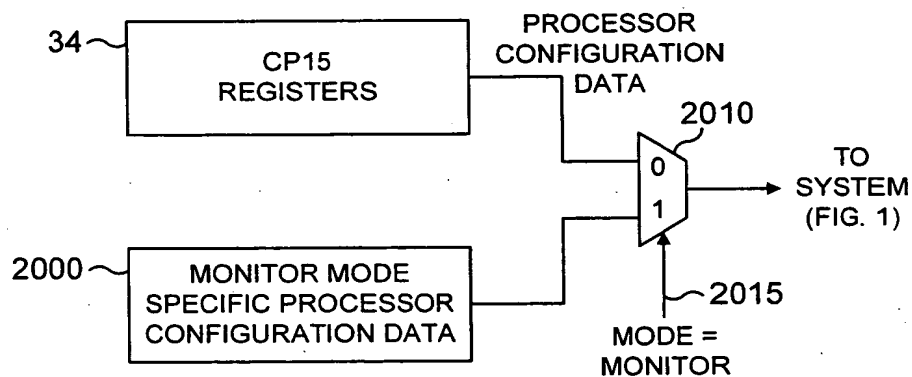 34
CP15
REGISTERS
PROCESSOR
CONFIGURATION
DATA
2010
0
1
TO
SYSTEM
(FIG. 1)
2000
MONITOR MODE
SPECIFIC PROCESSOR
CONFIGURATION DATA
2015
MODE =
MONITOR